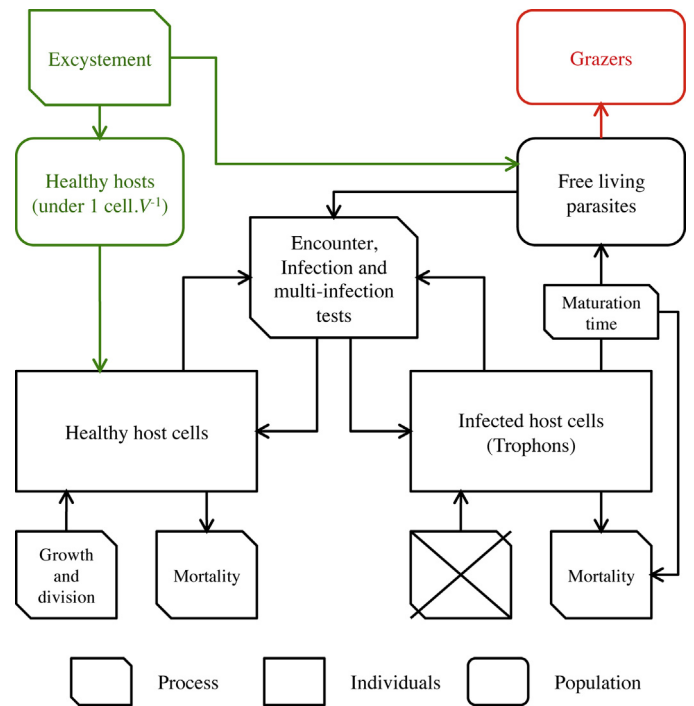 Excystement
Grazers
Healthy hosts
(under 1 cell.V⁻¹)
Free living
parasites
Encounter,
Infection and
multi-infection
tests
Maturation
time
Healthy host cells
Infected host cells
(Trophons)
Growth
and
division
Mortality
Mortality
Process
Individuals
Population